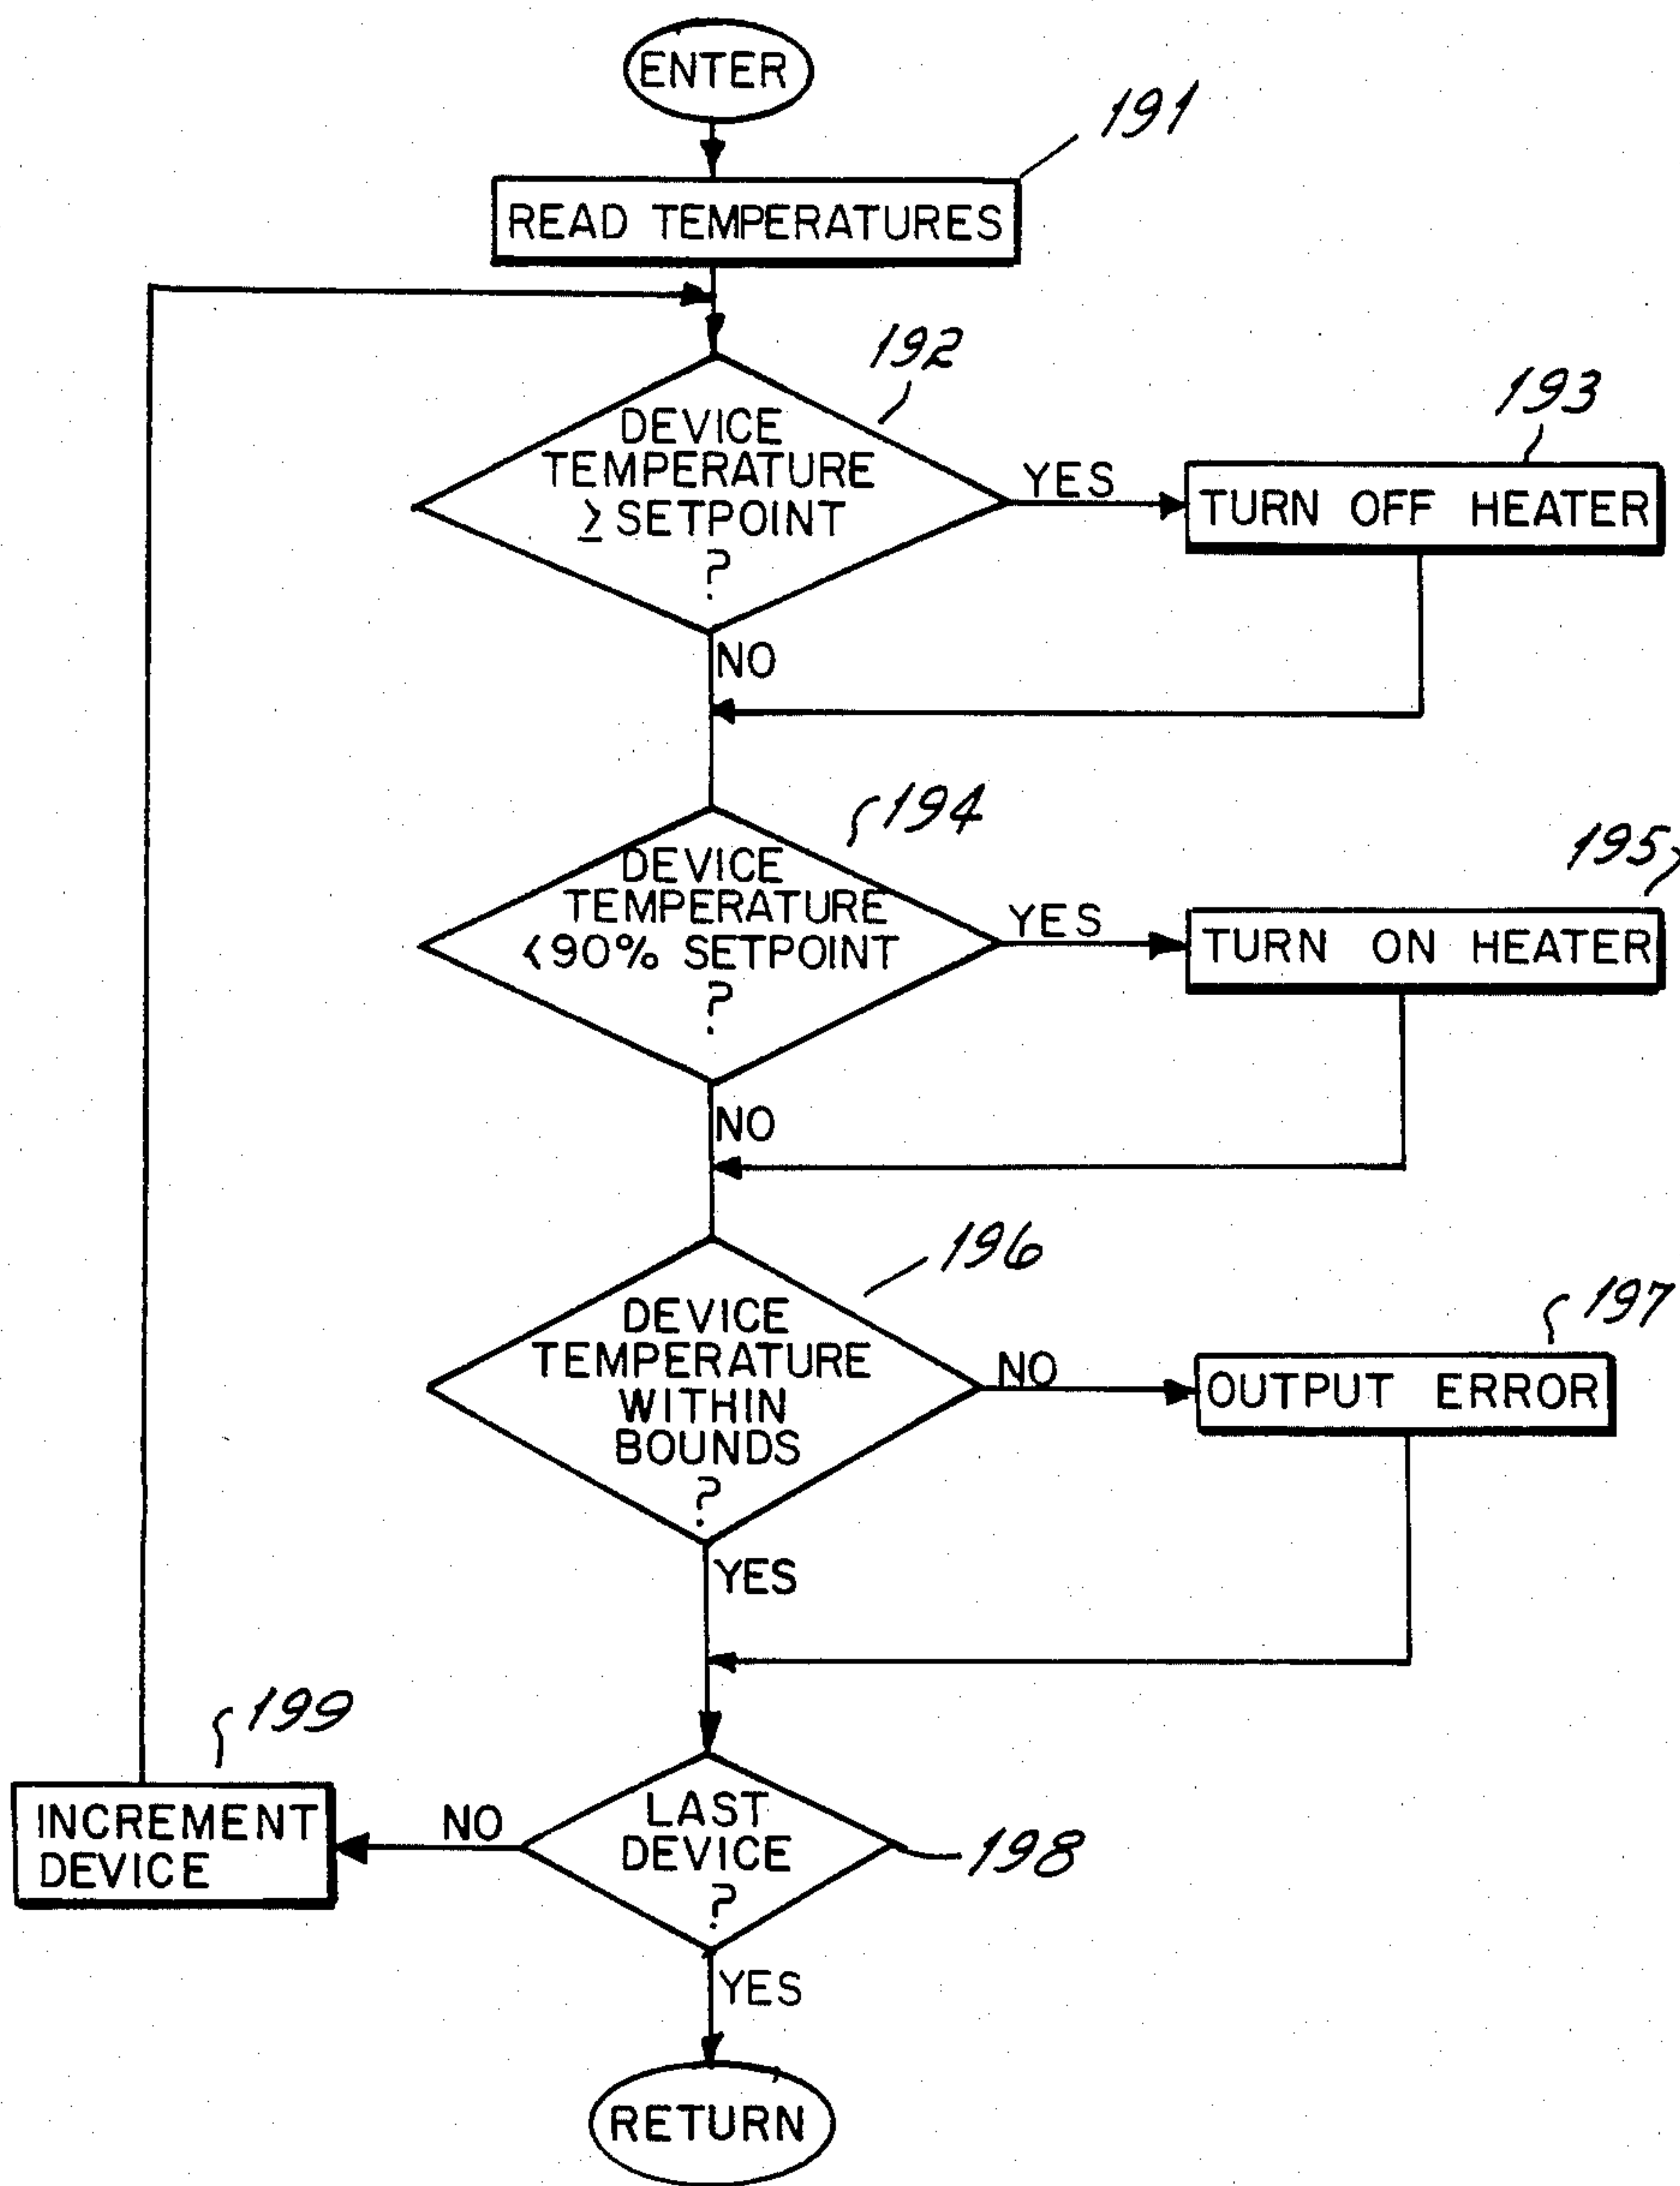 ENTER
191
READ TEMPERATURES
192
DEVICE
TEMPERATURE
≥ SETPOINT
?
YES
193
TURN OFF HEATER
NO
194
DEVICE
TEMPERATURE
<90% SETPOINT
?
YES
195
TURN ON HEATER
NO
196
DEVICE
TEMPERATURE
WITHIN
BOUNDS
?
NO
197
OUTPUT ERROR
YES
199
INCREMENT
DEVICE
NO
LAST
DEVICE
?
198
YES
RETURN